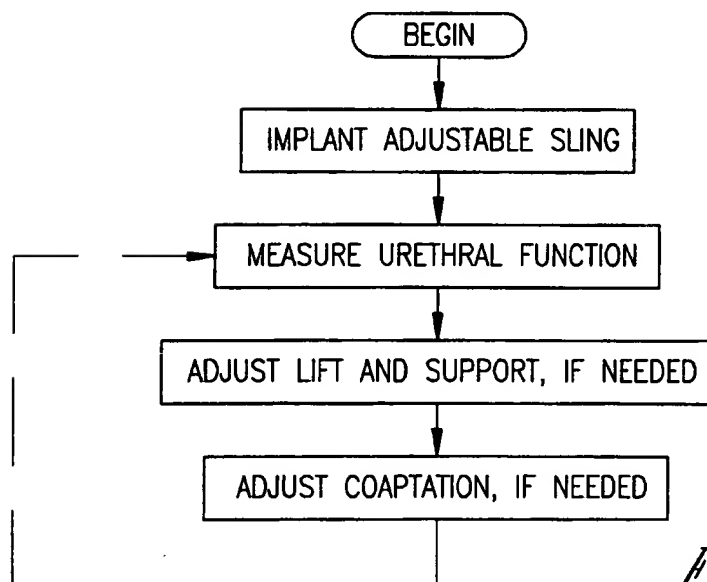 BEGIN
IMPLANT ADJUSTABLE SLING
MEASURE URETHRAL FUNCTION
ADJUST LIFT AND SUPPORT, IF NEEDED
ADJUST COAPTATION, IF NEEDED